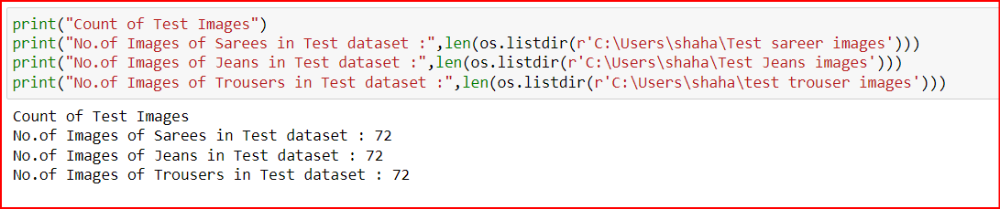 print("Count of Test Images")
print("No.of Images of Sarees in Test dataset :",len(os.listdir(r'C:\Users\shaha\Test sareer images')))
print("No.of Images of Jeans in Test dataset :",len(os.listdir(r'C:\Users\shaha\Test Jeans images')))
print("No.of Images of Trousers in Test dataset :",len(os.listdir(r'C:\Users\shaha\test trouser images')))
Count of Test Images
No.of Images of Sarees in Test dataset : 72
No.of Images of Jeans in Test dataset : 72
No.of Images of Trousers in Test dataset : 72